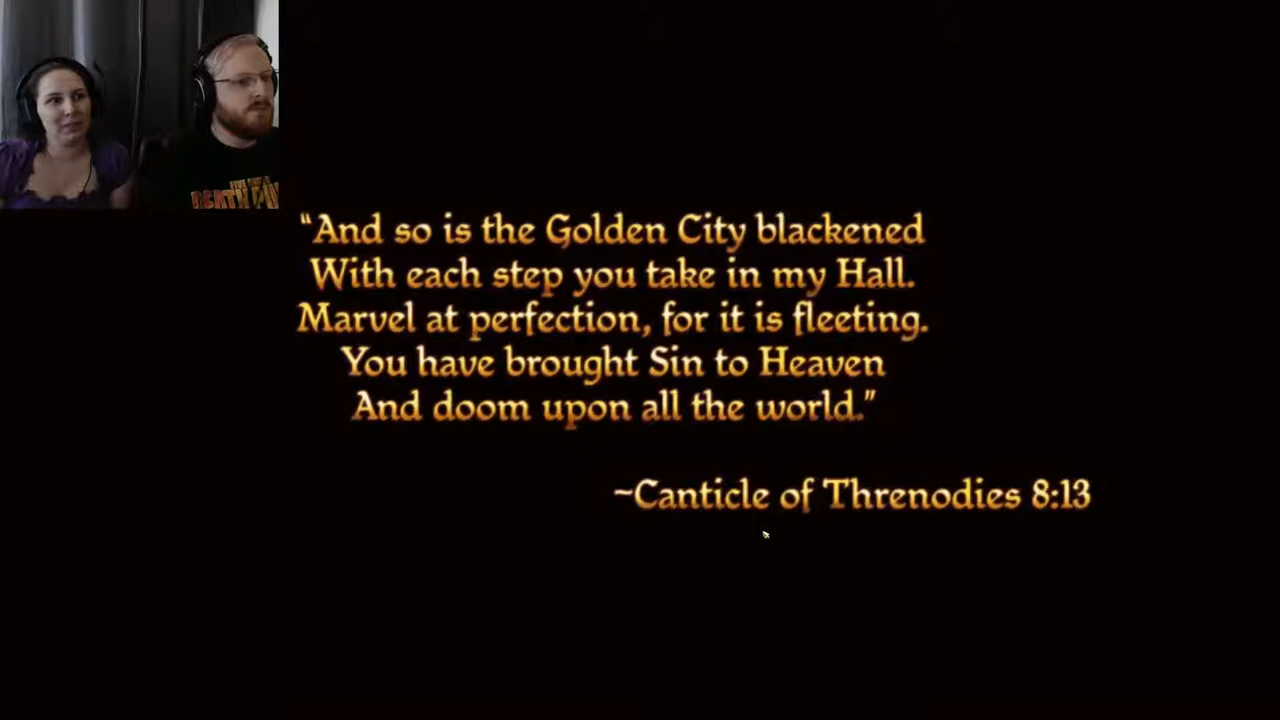 FIVE
DEATH
“And so is the Golden City blackened
With each step you take in my Hall.
Marvel at perfection, for it is fleeting.
You have brought Sin to Heaven
And doom upon all the world.”
~Canticle of Threnodies 8:13